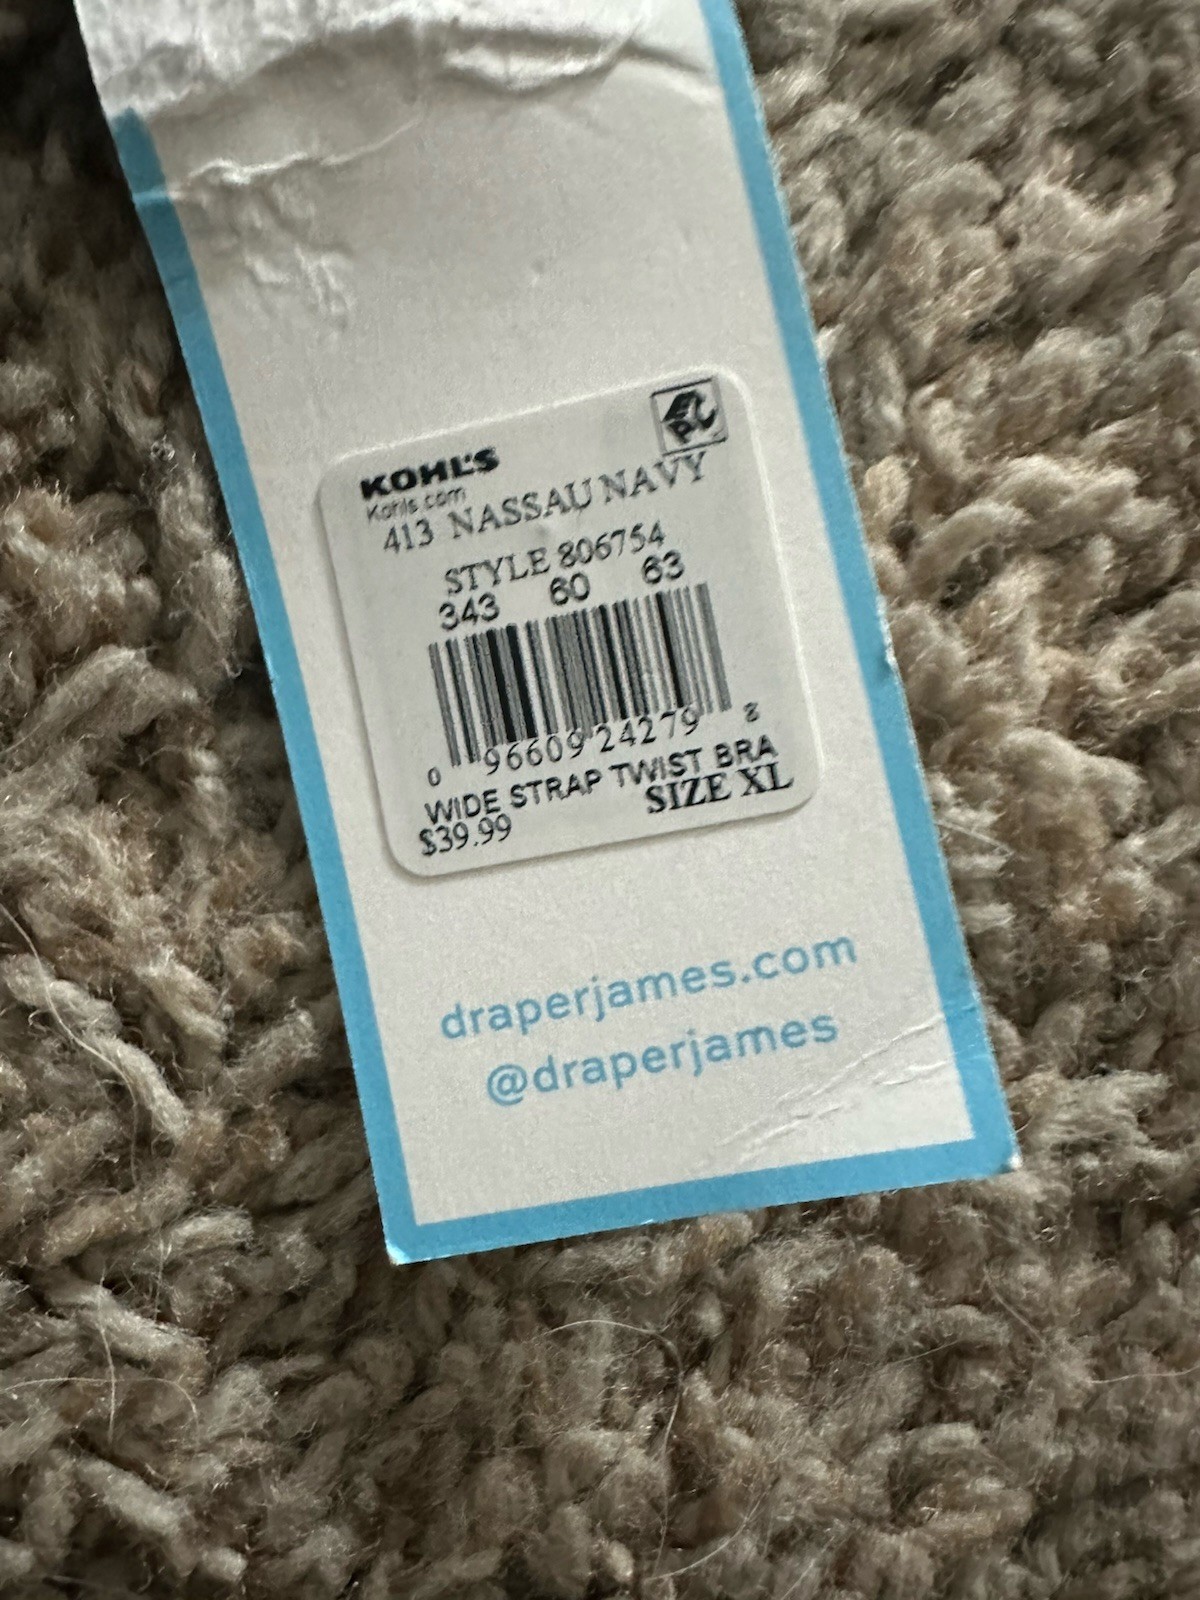 KOHL'S
Kohls.com
413 NASSAU NAVY
STYLE 806754
343 60 63
0 96609 24279 2
WIDE STRAP TWIST BRA
SIZE XL
$39.99
draperjames.com
@draperjames